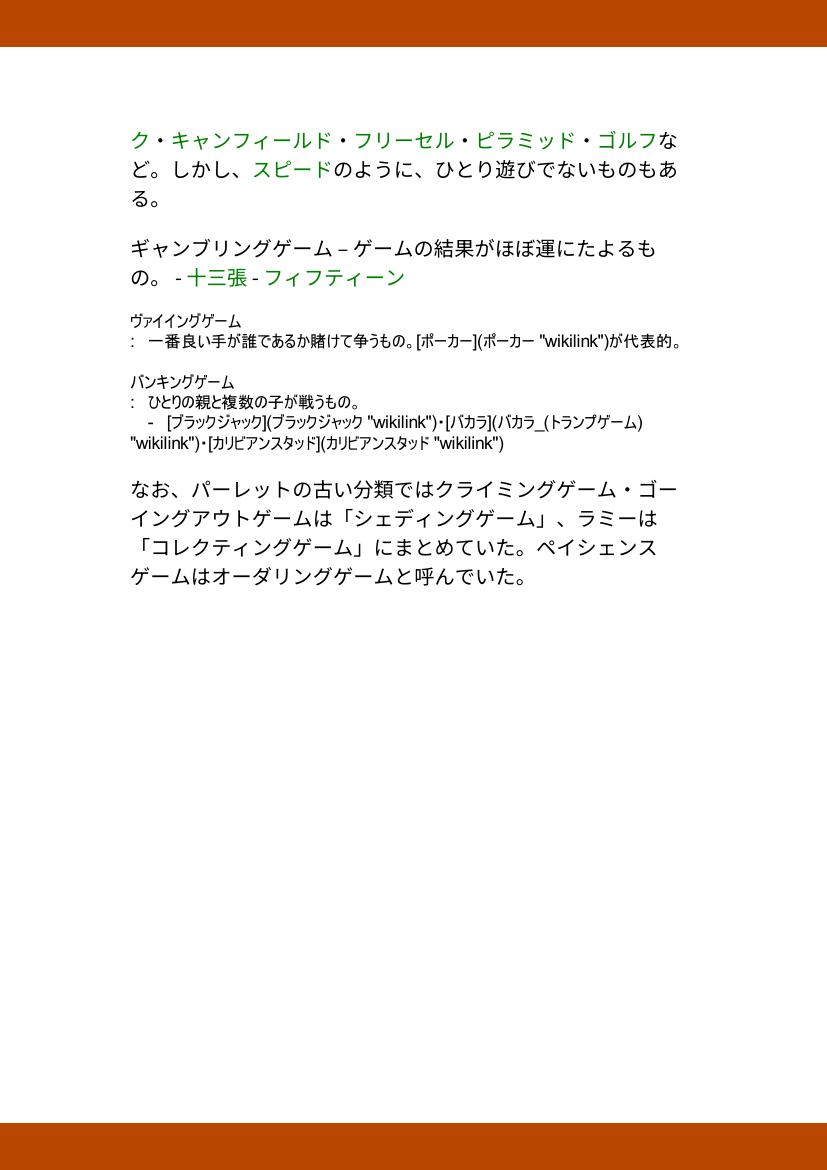 ク・キャンフィールド・フリーセル・ピラミッド・ゴルフな
ど。しかし、スピードのように、ひとり遊びでないものもあ
る。
ギャンブリングゲーム – ゲームの結果がほぼ運にたよるも
の。 - 十三張 - フィフティーン
ヴァイイングゲーム
:   一番良い手が誰であるか賭けて争うもの。[ポーカー](ポーカー "wikilink")が代表的。
バンキングゲーム
:   ひとりの親と複数の子が戦うもの。
    -   [ブラックジャック](ブラックジャック "wikilink")・[バカラ](バカラ_(トランプゲーム)
"wikilink")・[カリビアンスタッド](カリビアンスタッド "wikilink")
なお、パーレットの古い分類ではクライミングゲーム・ゴー
イングアウトゲームは「シェディングゲーム」、ラミーは
「コレクティングゲーム」にまとめていた。ペイシェンス
ゲームはオーダリングゲームと呼んでいた。